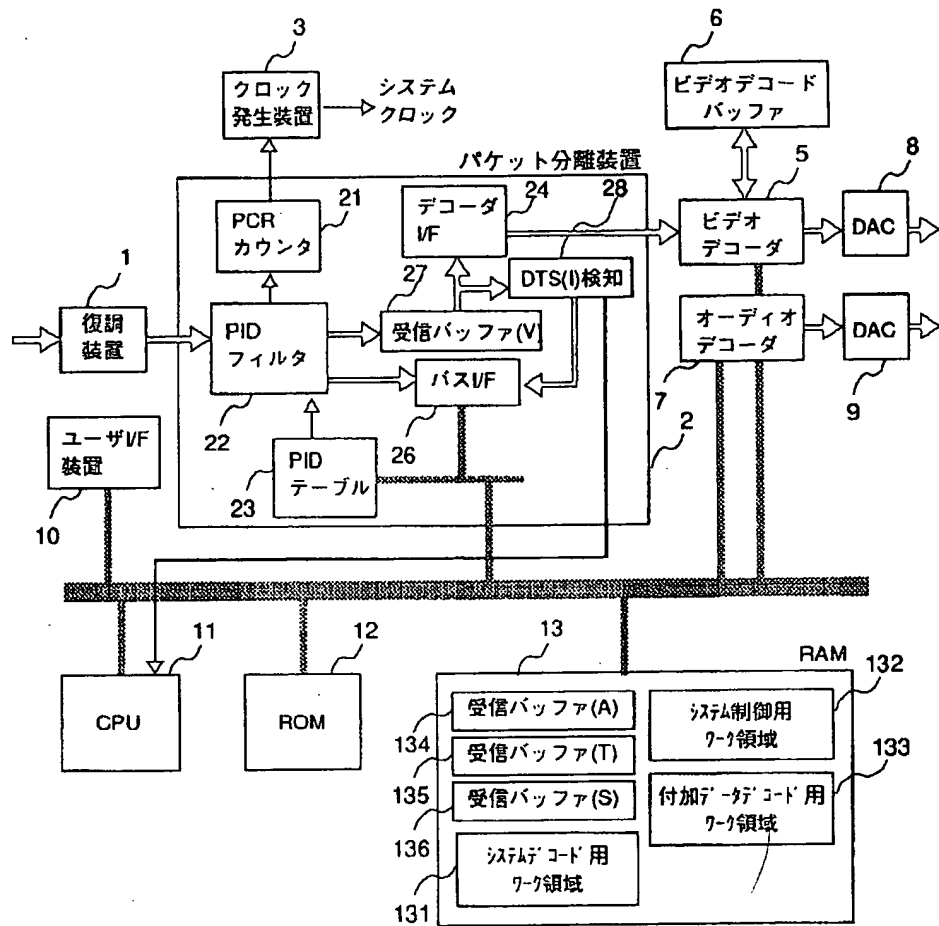 3
クロック
発生装置
システム
クロック
6
ビデオデコード
バッファ
パケット分離装置
24
28
5
8
PCR
カウンタ
21
デコーダ
I/F
ビデオ
デコーダ
DAC
1
復調
装置
27
DTS(I)検知
PID
フィルタ
受信バッファ(V)
オーディオ
デコーダ
DAC
バスI/F
7
9
22
26
2
ユーザI/F
装置
10
PID
テーブル
23
11
CPU
12
ROM
13
RAM
132
受信バッファ(A)
134
システム制御用
ワーク領域
受信バッファ(T)
135
133
受信バッファ(S)
136
付加データデコード用
ワーク領域
システムデコード用
ワーク領域
131